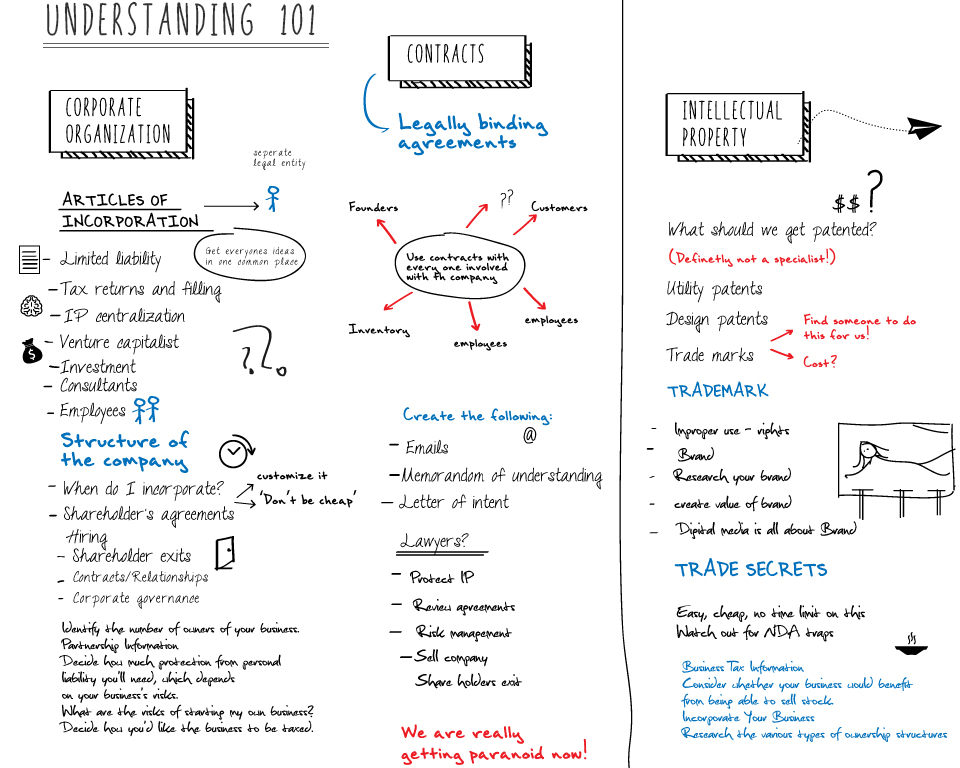 UNDERSTANDING 101
CORPORATE
ORGANIZATION
seperate
legal entity
ARTICLES OF
INCORPORATION
Get everyones ideas
in one common place
– Limited liability
– Tax returns and filling
– IP centralization
– Venture capitalist
$
– Investment
– Consultants
– Employees
??
Structure of
the company
– When do I incorporate?
customize it
'Don't be cheap'
– Shareholder's agreements
Hiring
– Shareholder exits
– Contracts/Relationships
– Corporate governance
Identify the number of owners of your business.
Partnership Information
Decide how much protection from personal
liability you'll need, which depends
on your business's risks.
What are the risks of starting my own business?
Decide how you'd like the business to be taxed.
CONTRACTS
Legally binding
agreements
Founders
??
Customers
Use contracts with
every one involved
with fh company
Inventory
employees
employees
Create the following:
@
– Emails
– Memorandum of understanding
– Letter of intent
Lawyers?
– Protect IP
– Review agreements
– Risk management
– Sell company
Share holders exit
We are really
getting paranoid now!
INTELLECTUAL
PROPERTY
$$ ?
What should we get patented?
(Definetly not a specialist!)
Utility patents
Design patents
Find someone to do
this for us!
Trade marks
Cost?
TRADEMARK
– Improper use – rights
– Brand
– Research your brand
– create value of brand
– Digital media is all about Brand
TRADE SECRETS
Easy, cheap, no time limit on this
Watch out for NDA traps
Business Tax Information
Consider whether your business would benefit
from being able to sell stock.
Incorporate Your Business
Research the various types of ownership structures